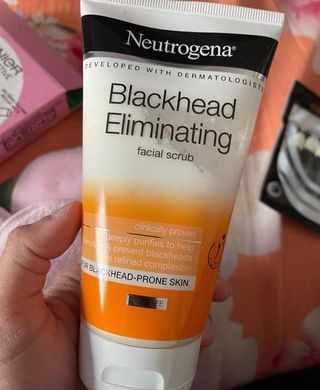 Neutrogena®
DEVELOPED WITH DERMATOLOGISTS
Blackhead
Eliminating
facial scrub
clinically proven
deeply purifies to help
prevent blackheads
refined complexion
FOR BLACKHEAD-PRONE SKIN